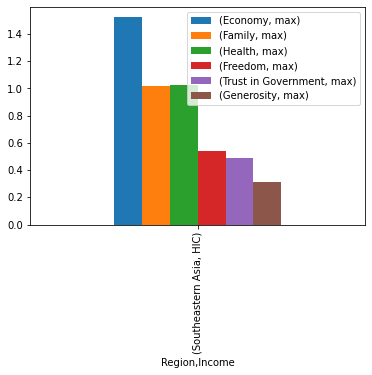 (Economy, max)
(Family, max)
(Health, max)
(Freedom, max)
(Trust in Government, max)
(Generosity, max)
1.4
1.2
1.0
0.8
0.6
0.4
0.2
0.0
(Southeastern Asia, HIC)
Region,Income